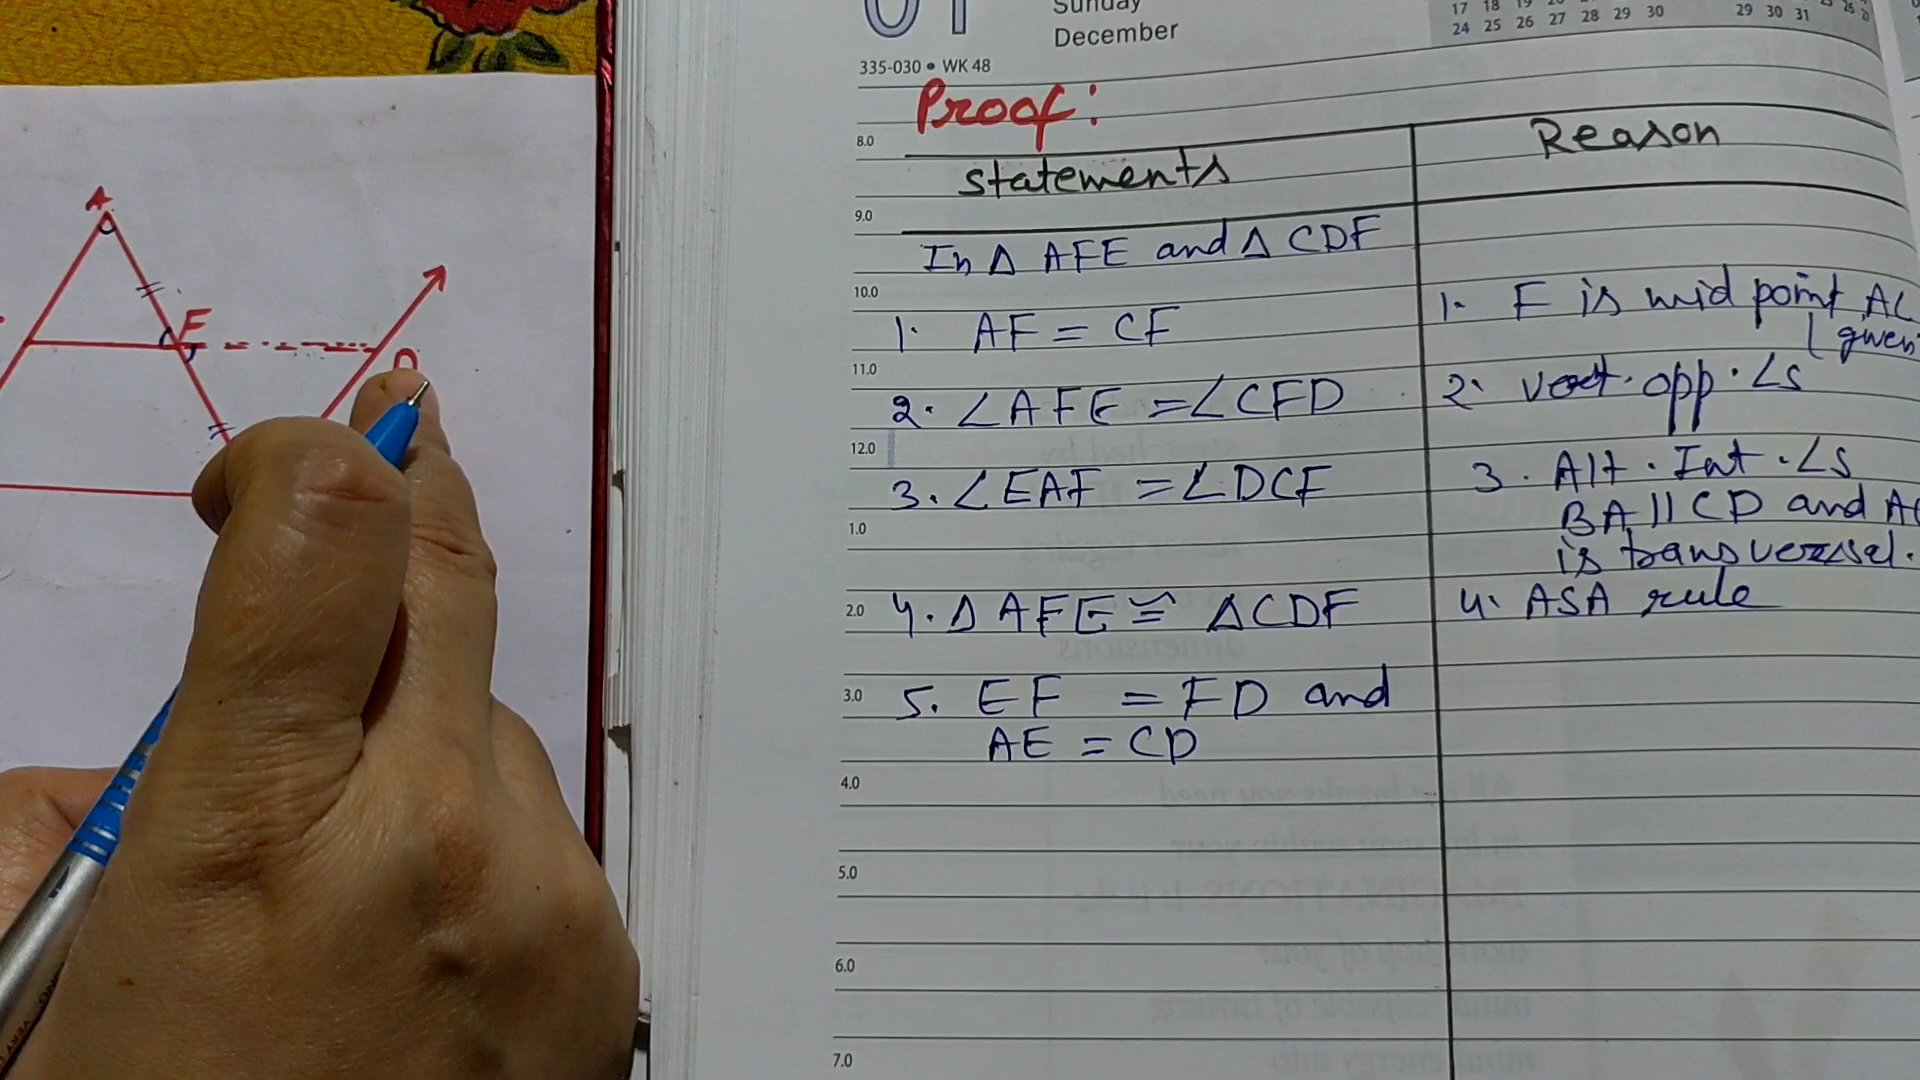 Sunday
December
17 18 19 20
24 25 26 27 28 29 30
29 30 31
335-030 • WK 48
Proof:
Statements
Reason
8.0
9.0
In Δ AFE and Δ CDF
10.0
1. AF = CF
1. F is mid point AC
(given
11.0
2. ∠AFE = ∠CFD
2. vert. opp. ∠s
12.0
3. ∠EAF = ∠DCF
3. Alt. Int. ∠s
BA || CD and AC
is transversal.
1.0
2.0
4. Δ AFE ≅ ΔCDF
4. ASA rule
3.0
5. EF = FD and
AE = CD
4.0
5.0
6.0
7.0
A
F
D